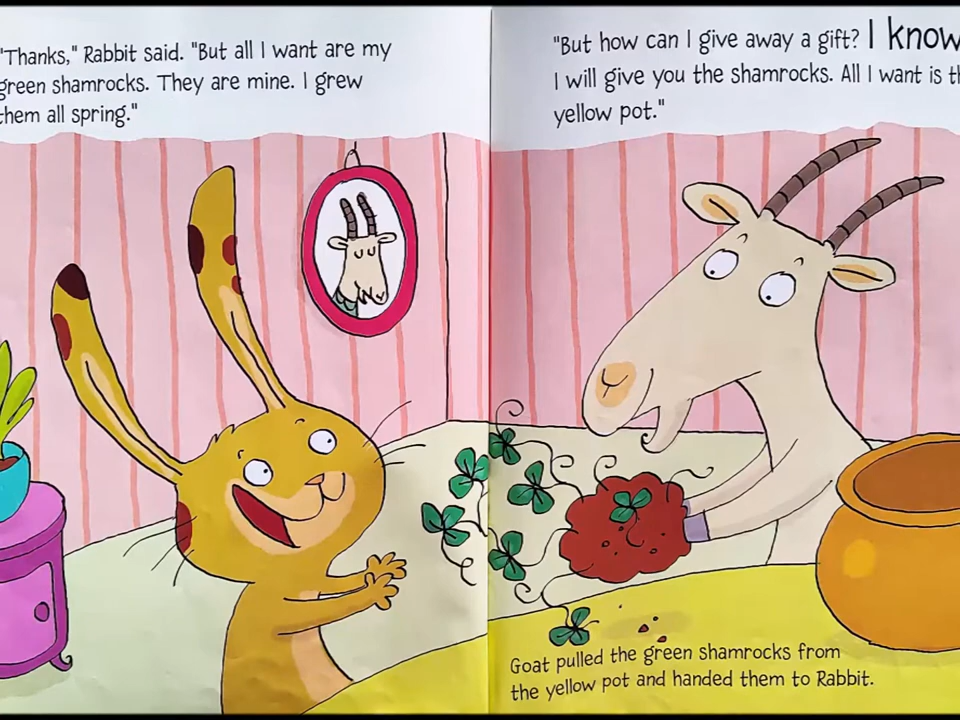 "Thanks," Rabbit said. "But all I want are my
green shamrocks. They are mine. I grew
them all spring."
"But how can I give away a gift? I know
I will give you the shamrocks. All I want is
yellow pot."
Goat pulled the green shamrocks from
the yellow pot and handed them to Rabbit.